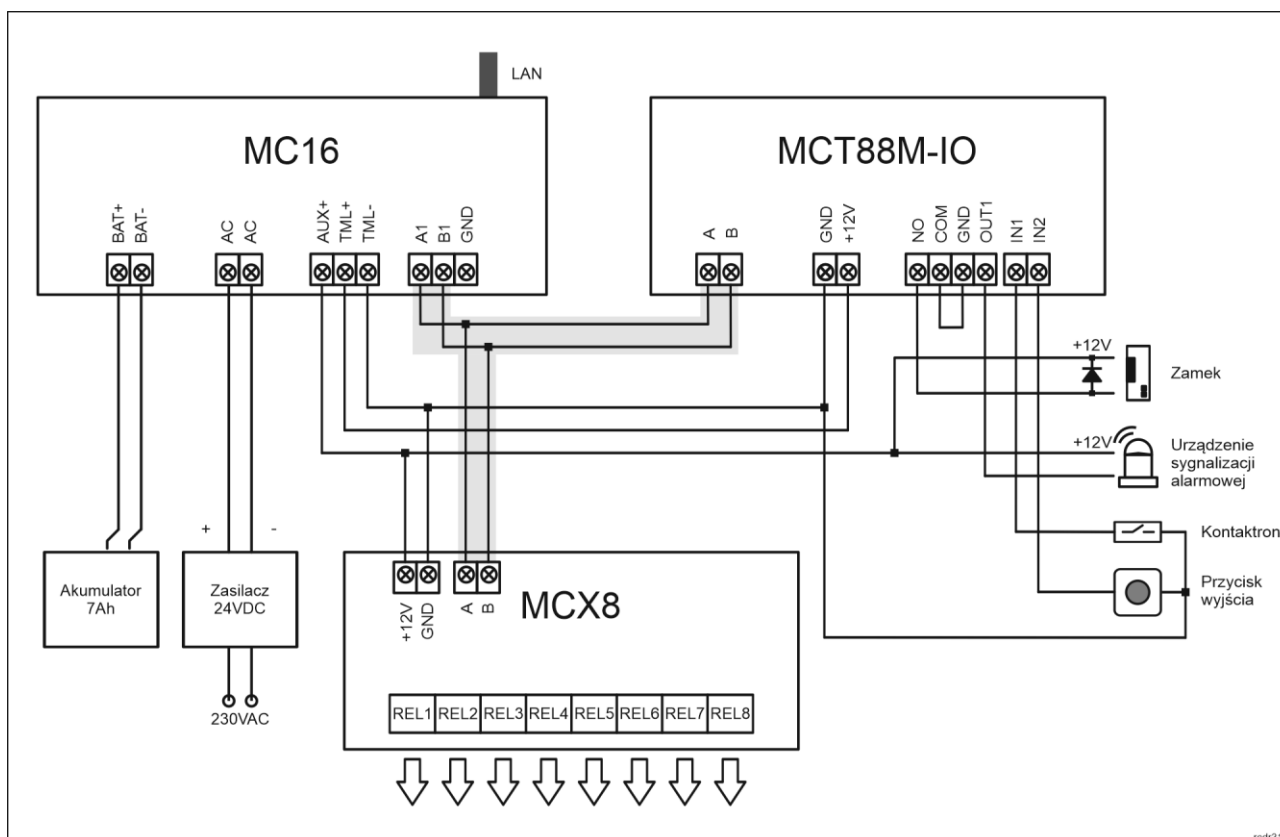 LAN
MC16
MCT88M-IO
BAT+
BAT-
AC
AC
AUX+
TML+
TML-
A1
B1
GND
A
B
GND
+12V
NO
COM
GND
OUT1
IN1
IN2
+12V
Zamek
+12V
Urządzenie
sygnalizacji
alarmowej
+
-
Kontaktron
Akumulator
7Ah
Zasilacz
24VDC
Przycisk
wyjścia
+12V
GND
A
B
MCX8
230VAC
REL1
REL2
REL3
REL4
REL5
REL6
REL7
REL8